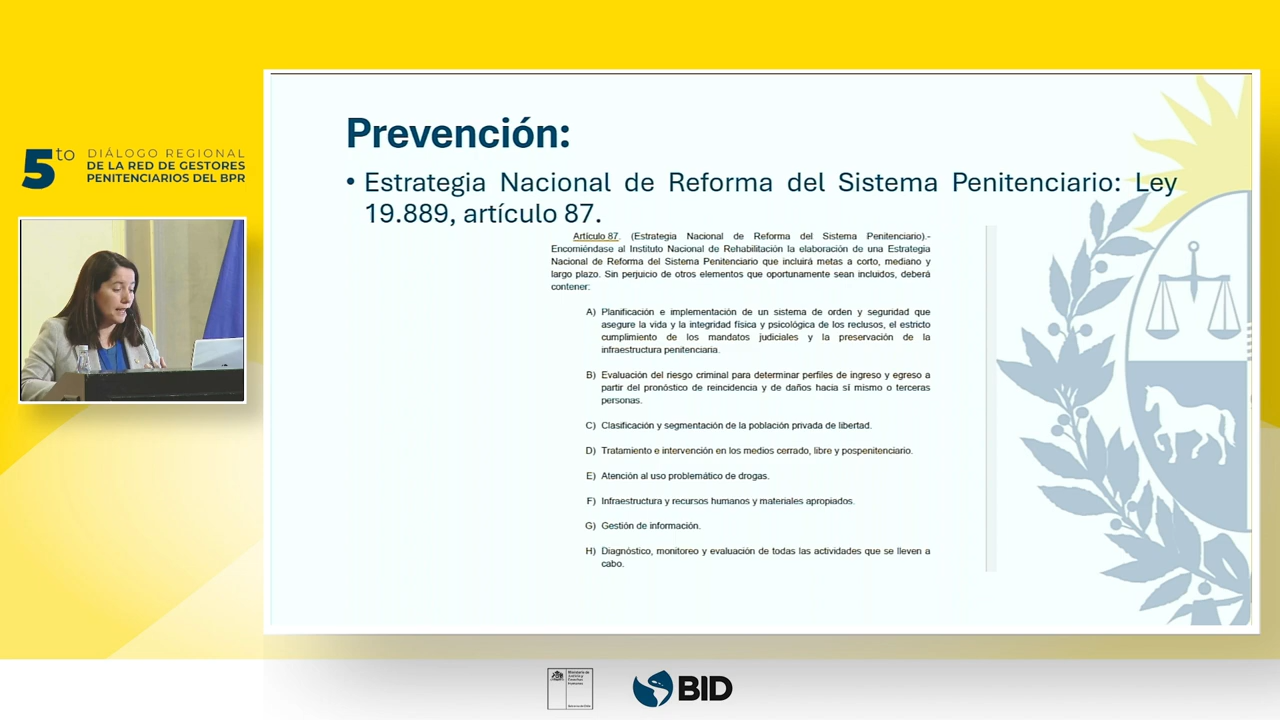 5to
DIÁLOGO REGIONAL
DE LA RED DE GESTORES
PENITENCIARIOS DEL BPR
Prevención:
• Estrategia Nacional de Reforma del Sistema Penitenciario: Ley
19.889, artículo 87.
Artículo 87. (Estrategia Nacional de Reforma del Sistema Penitenciario).-
Encomiéndase al Instituto Nacional de Rehabilitación la elaboración de una Estrategia
Nacional de Reforma del Sistema Penitenciario que incluirá metas a corto, mediano y
largo plazo. Sin perjuicio de otros elementos que oportunamente sean incluidos, deberá
contener:
A) Planificación e implementación de un sistema de orden y seguridad que
asegure la vida y la integridad física y psicológica de los reclusos, el estricto
cumplimiento de los mandatos judiciales y la preservación de la
infraestructura penitenciaria.
B) Evaluación del riesgo criminal para determinar perfiles de ingreso y egreso a
partir del pronóstico de reincidencia y de daños hacia sí mismo o terceras
personas.
C) Clasificación y segmentación de la población privada de libertad.
D) Tratamiento e intervención en los medios cerrado, libre y pospenitenciario.
E) Atención al uso problemático de drogas.
F) Infraestructura y recursos humanos y materiales apropiados.
G) Gestión de información.
H) Diagnóstico, monitoreo y evaluación de todas las actividades que se lleven a
cabo.
BID